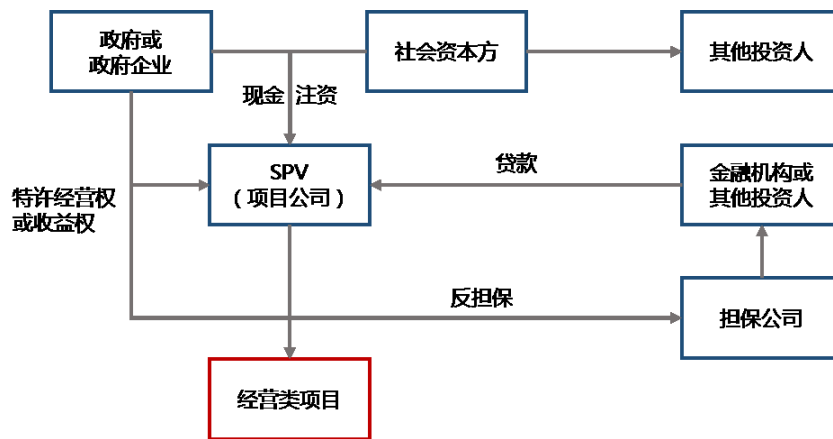 政府或
政府企业
社会资本方
其他投资人
现金 注资
SPV
（项目公司）
贷款
金融机构或
其他投资人
特许经营权
或收益权
反担保
担保公司
经营类项目